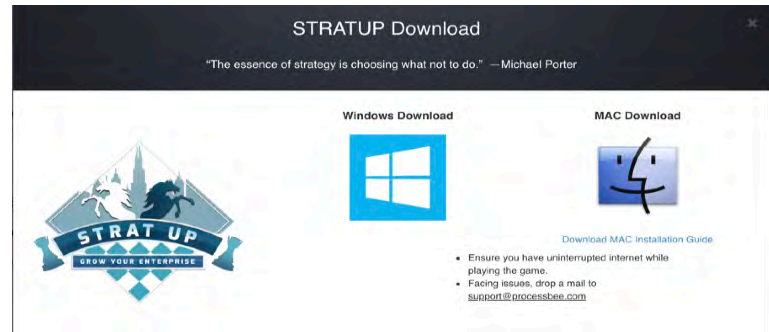 STRATUP Download
“The essence of strategy is choosing what not to do.” —Michael Porter
Windows Download
MAC Download
STRAT UP
GROW YOUR ENTERPRISE
Download MAC Installation Guide
• Ensure you have uninterrupted internet while
playing the game.
• Facing issues, drop a mail to
support@processbee.com